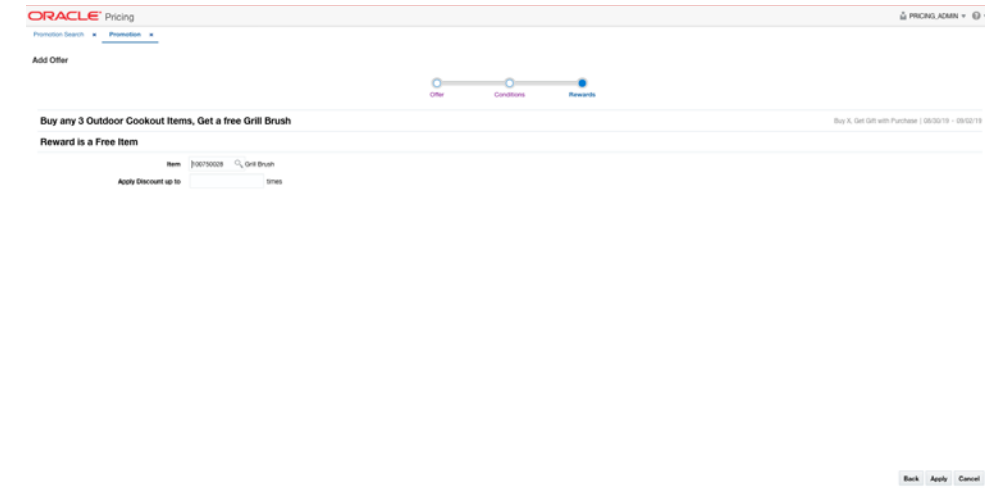 ORACLE® Pricing PRICING_ADMIN
Promotion Search × Promotion ×
Add Offer
Offer Conditions Rewards
Buy any 3 Outdoor Cookout Items, Get a free Grill Brush Buy X, Get Gift with Purchase | 08/30/19 - 09/02/19
Reward is a Free Item
Item 100750028 Grill Brush
Apply Discount up to times
Back Apply Cancel